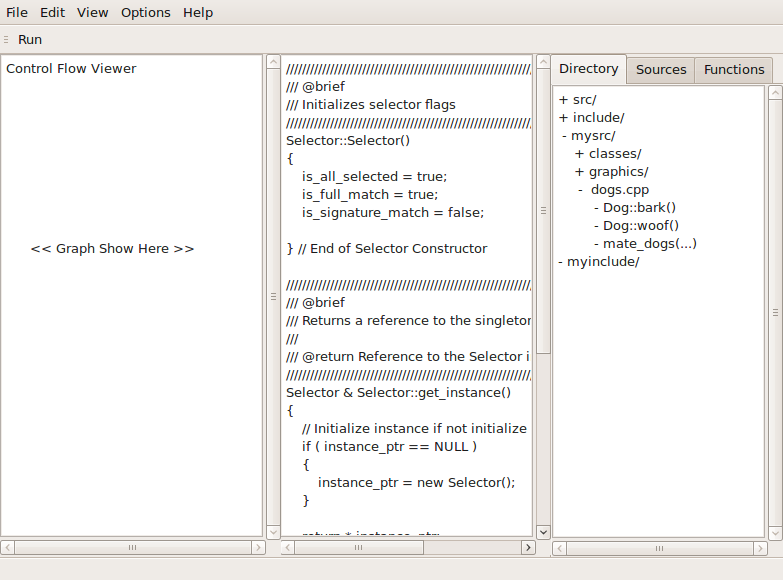 File Edit View Options Help
Run
Control Flow Viewer
<< Graph Show Here >>
/////////////////////////////////////////////////////////////
/// @brief
/// Initializes selector flags
/////////////////////////////////////////////////////////////
Selector::Selector()
{
    is_all_selected = true;
    is_full_match = true;
    is_signature_match = false;
} // End of Selector Constructor
/////////////////////////////////////////////////////////////
/// @brief
/// Returns a reference to the singleton
///
/// @return Reference to the Selector i
/////////////////////////////////////////////////////////////
Selector & Selector::get_instance()
{
    // Initialize instance if not initialize
    if ( instance_ptr == NULL )
    {
        instance_ptr = new Selector();
    }
    return * instance_ptr;
Directory Sources Functions
+ src/
+ include/
- mysrc/
+ classes/
+ graphics/
- dogs.cpp
- Dog::bark()
- Dog::woof()
- mate_dogs(...)
- myinclude/